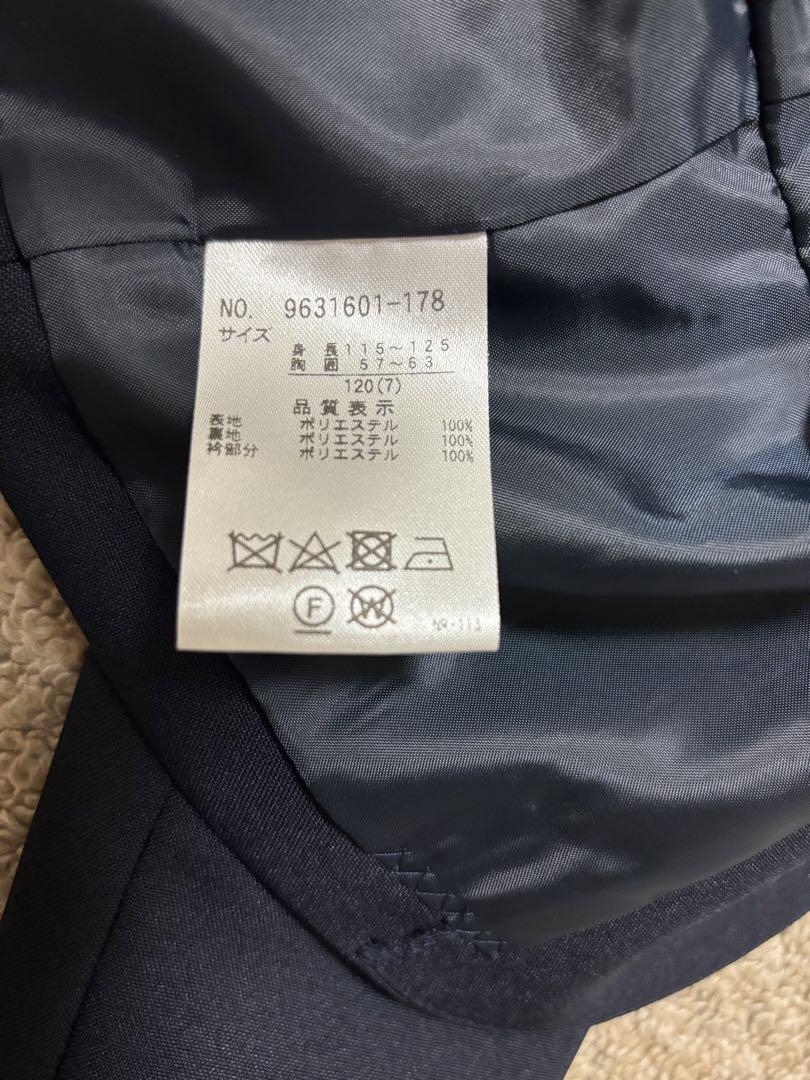 NO. 9631601-178
サイズ
身長 115～125
胸囲 57～63
120(7)
品質表示
表地 ポリエステル 100%
裏地 ポリエステル 100%
衿部分 ポリエステル 100%
F W